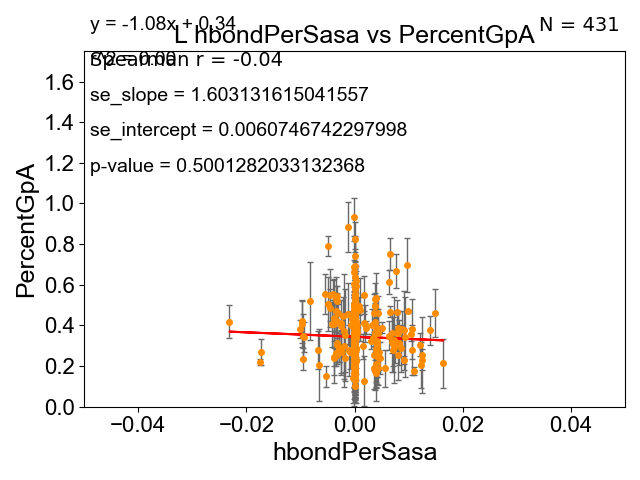 y = -1.08x + 0.34
N = 431
L hbondPerSasa vs PercentGpA
Spearman r = -0.04
r^2 = 0.00
se_slope = 1.603131615041557
se_intercept = 0.0060746742297998
p-value = 0.5001282033132368
PercentGpA
1.6
1.4
1.2
1.0
0.8
0.6
0.4
0.2
0.0
−0.04 −0.02 0.00 0.02 0.04
hbondPerSasa